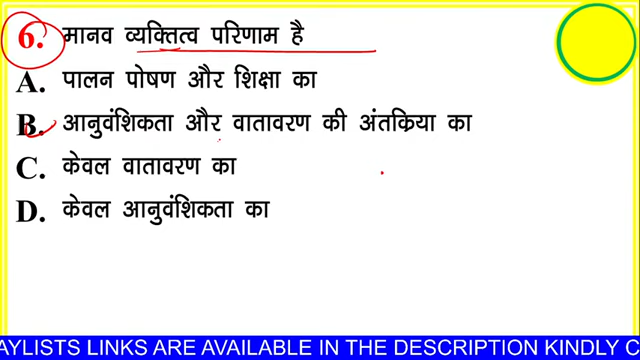 6. मानव व्यक्तित्व परिणाम है
A. पालन पोषण और शिक्षा का
B. आनुवंशिकता और वातावरण की अंतक्रिया का
C. केवल वातावरण का
D. केवल आनुवंशिकता का
AYLISTS LINKS ARE AVAILABLE IN THE DESCRIPTION KINDLY C